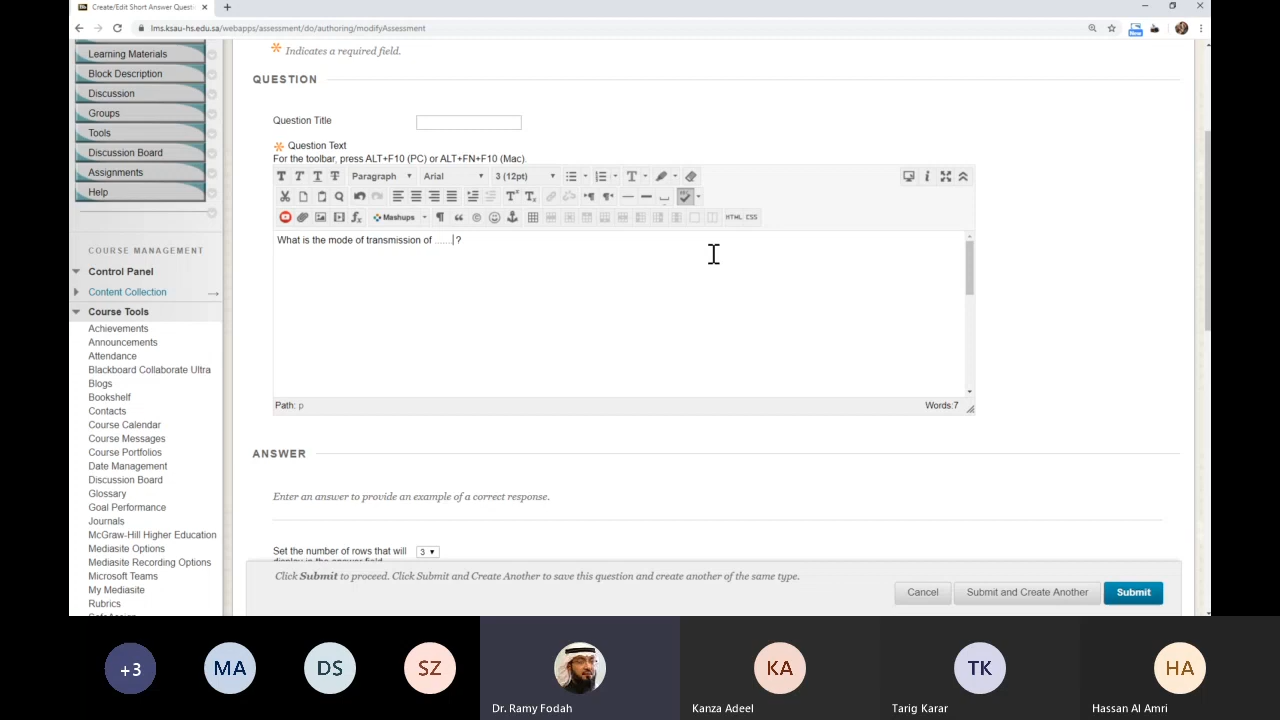 Create/Edit Short Answer Questi
lms.ksau-hs.edu.sa/webapps/assessment/do/authoring/modifyAssessment
New
Learning Materials
Block Description
Discussion
Groups
Tools
Discussion Board
Assignments
Help
COURSE MANAGEMENT
Control Panel
Content Collection
Course Tools
Achievements
Announcements
Attendance
Blackboard Collaborate Ultra
Blogs
Bookshelf
Contacts
Course Calendar
Course Messages
Course Portfolios
Date Management
Discussion Board
Glossary
Goal Performance
Journals
McGraw-Hill Higher Education
Mediasite Options
Mediasite Recording Options
Microsoft Teams
My Mediasite
Rubrics
Indicates a required field.
QUESTION
Question Title
Question Text
For the toolbar, press ALT+F10 (PC) or ALT+FN+F10 (Mac).
Paragraph Arial 3 (12pt)
Mashups HTML CSS
What is the mode of transmission of ...... ?
Path: p Words:7
ANSWER
Enter an answer to provide an example of a correct response.
Set the number of rows that will 3
Click Submit to proceed. Click Submit and Create Another to save this question and create another of the same type.
Cancel Submit and Create Another Submit
+3 MA DS SZ KA TK HA
Dr. Ramy Fodah Kanza Adeel Tarig Karar Hassan Al Amri